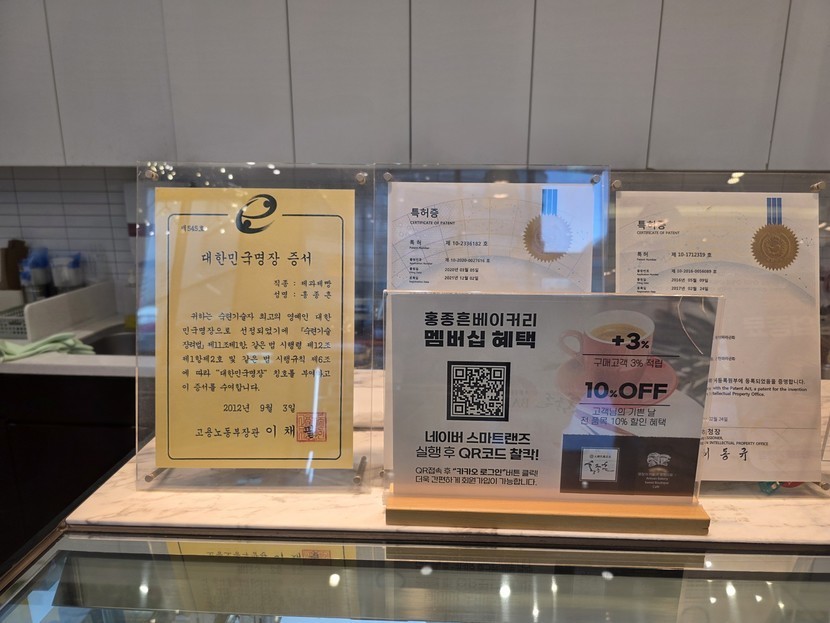 제545호
대한민국명장 증서
직종 : 제과제빵
성명 : 홍종흔
귀하는 숙련기술자 최고의 영예인 대한
민국명장으로 선정되었기에 「숙련기술
장려법」제11조제1항, 같은 법 시행령 제12조
제1항제2호 및 같은 법 시행규칙 제6조
에 따라 "대한민국명장" 칭호를 부여하고
이 증서를 수여합니다.
2012년 9월 3일
고용노동부장관 이채필
특허증
CERTIFICATE OF PATENT
특허
제 10-2336182 호
특허증
CERTIFICATE OF PATENT
특허
제 10-1712359 호
홍종흔베이커리
멤버십 혜택
네이버 스마트렌즈
실행 후 QR코드 찰칵!
QR접속 후 "카카오 로그인"버튼 클릭!
더욱 간편하게 회원가입이 가능합니다.
+3%
구매고객 3% 적립
10%OFF
고객님의 기쁜 날
전 품목 10% 할인 혜택